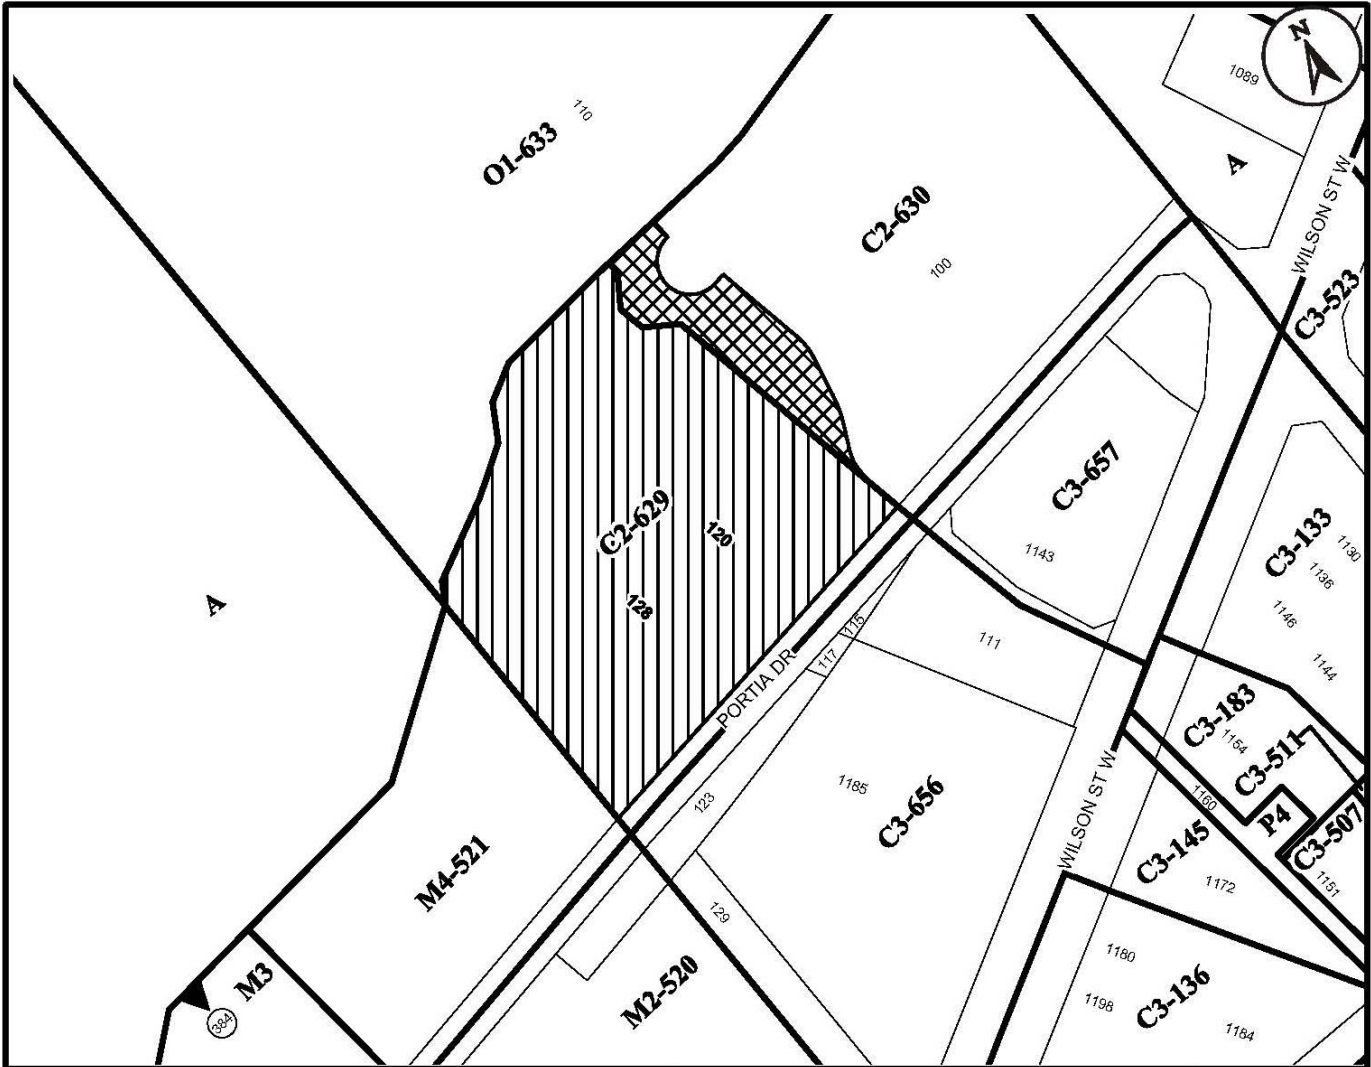 N
1089
110
O1-633
A
WILSON ST W
C2-630
100
C3-523
C3-657
C2-629
120
1143
C3-133
1130
1136
1146
1144
A
128
115
117
111
PORTIA DR
C3-183
1154
C3-511
1185
123
C3-656
WILSON ST W
1160
P4
C3-507
C3-145
1151
1172
M4-521
129
M3
384
M2-520
1180
C3-136
1198
1184